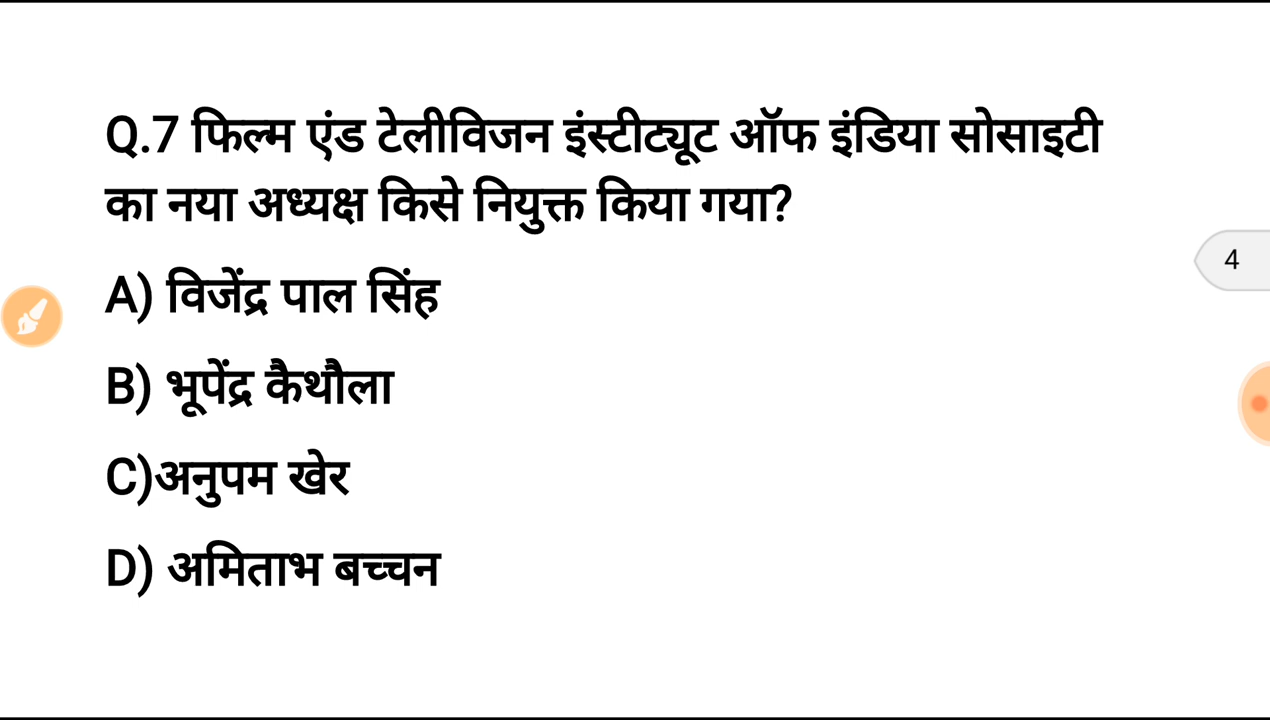 Q.7 फिल्म एंड टेलीविजन इंस्टीट्यूट ऑफ इंडिया सोसाइटी
का नया अध्यक्ष किसे नियुक्त किया गया?
A) विजेंद्र पाल सिंह
4
B) भूपेंद्र कैथौला
C)अनुपम खेर
D) अमिताभ बच्चन